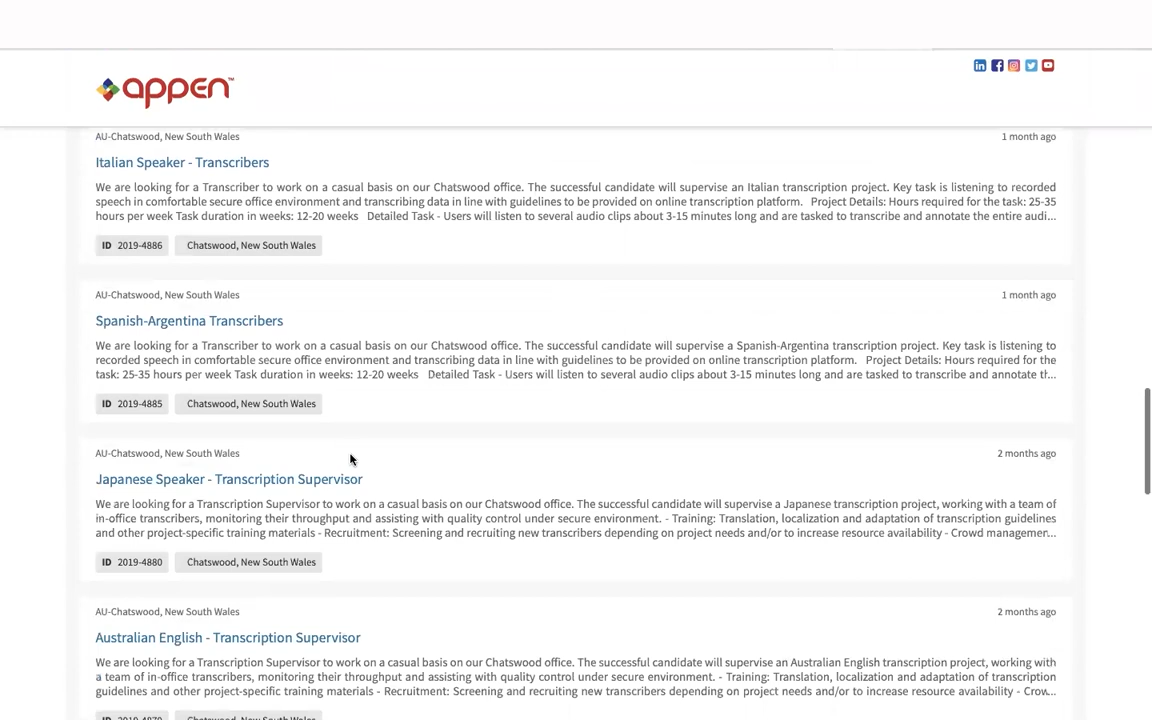 appen™
AU-Chatswood, New South Wales 1 month ago
Italian Speaker - Transcribers
We are looking for a Transcriber to work on a casual basis on our Chatswood office. The successful candidate will supervise an Italian transcription project. Key task is listening to recorded
speech in comfortable secure office environment and transcribing data in line with guidelines to be provided on online transcription platform. Project Details: Hours required for the task: 25-35
hours per week Task duration in weeks: 12-20 weeks Detailed Task - Users will listen to several audio clips about 3-15 minutes long and are tasked to transcribe and annotate the entire audi...
ID 2019-4886 Chatswood, New South Wales
AU-Chatswood, New South Wales 1 month ago
Spanish-Argentina Transcribers
We are looking for a Transcriber to work on a casual basis on our Chatswood office. The successful candidate will supervise a Spanish-Argentina transcription project. Key task is listening to
recorded speech in comfortable secure office environment and transcribing data in line with guidelines to be provided on online transcription platform. Project Details: Hours required for the
task: 25-35 hours per week Task duration in weeks: 12-20 weeks Detailed Task - Users will listen to several audio clips about 3-15 minutes long and are tasked to transcribe and annotate th...
ID 2019-4885 Chatswood, New South Wales
AU-Chatswood, New South Wales 2 months ago
Japanese Speaker - Transcription Supervisor
We are looking for a Transcription Supervisor to work on a casual basis on our Chatswood office. The successful candidate will supervise a Japanese transcription project, working with a team of
in-office transcribers, monitoring their throughput and assisting with quality control under secure environment. - Training: Translation, localization and adaptation of transcription guidelines
and other project-specific training materials - Recruitment: Screening and recruiting new transcribers depending on project needs and/or to increase resource availability - Crowd managemer...
ID 2019-4880 Chatswood, New South Wales
AU-Chatswood, New South Wales 2 months ago
Australian English - Transcription Supervisor
We are looking for a Transcription Supervisor to work on a casual basis on our Chatswood office. The successful candidate will supervise an Australian English transcription project, working with
a team of in-office transcribers, monitoring their throughput and assisting with quality control under secure environment. - Training: Translation, localization and adaptation of transcription
guidelines and other project-specific training materials - Recruitment: Screening and recruiting new transcribers depending on project needs and/or to increase resource availability - Crow...